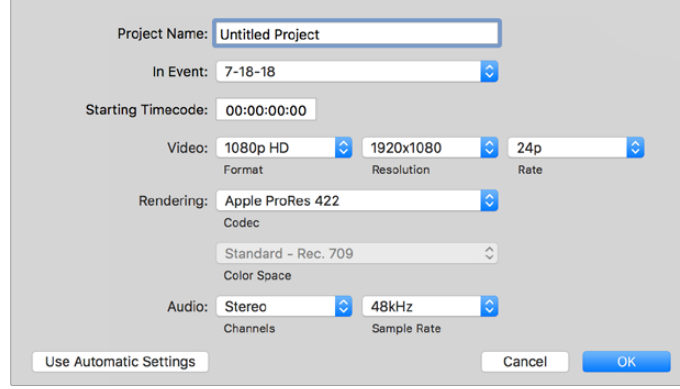 Project Name: Untitled Project
In Event: 7-18-18
Starting Timecode: 00:00:00:00
Video: 1080p HD 1920x1080 24p
Format Resolution Rate
Rendering: Apple ProRes 422
Codec
Standard - Rec. 709
Color Space
Audio: Stereo 48kHz
Channels Sample Rate
Use Automatic Settings Cancel OK